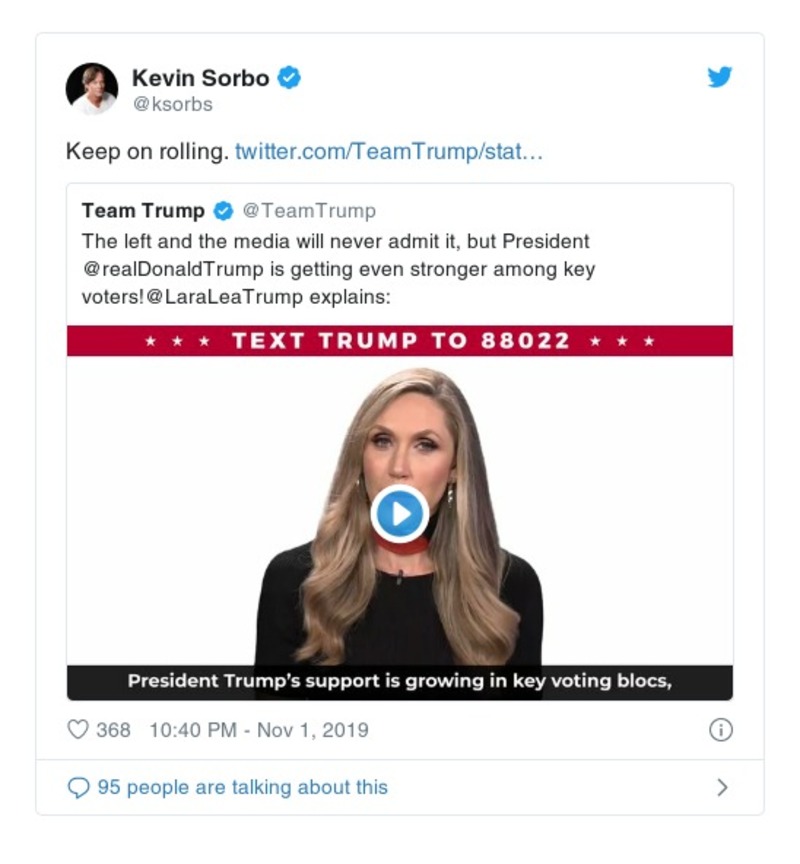 Kevin Sorbo
@ksorbs
Keep on rolling. twitter.com/TeamTrump/stat…
Team Trump @TeamTrump
The left and the media will never admit it, but President
@realDonaldTrump is getting even stronger among key
voters!@LaraLeaTrump explains:
★ ★ ★ TEXT TRUMP TO 88022 ★ ★ ★
President Trump’s support is growing in key voting blocs,
368 10:40 PM - Nov 1, 2019
95 people are talking about this